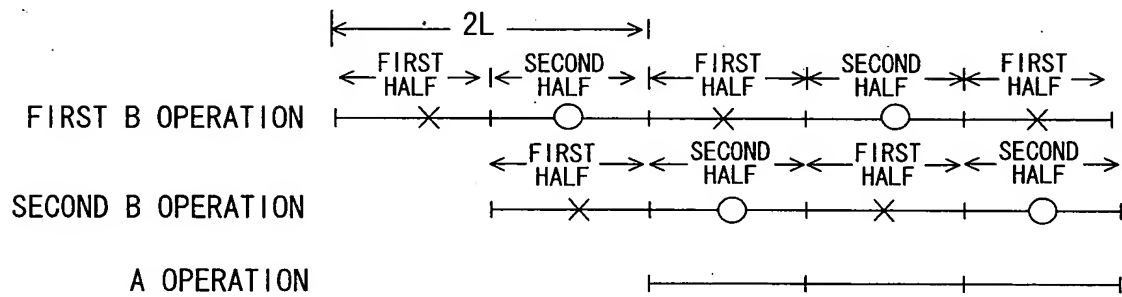 2L
FIRST HALF SECOND HALF FIRST HALF SECOND HALF FIRST HALF
FIRST B OPERATION
FIRST HALF SECOND HALF FIRST HALF SECOND HALF
SECOND B OPERATION
A OPERATION